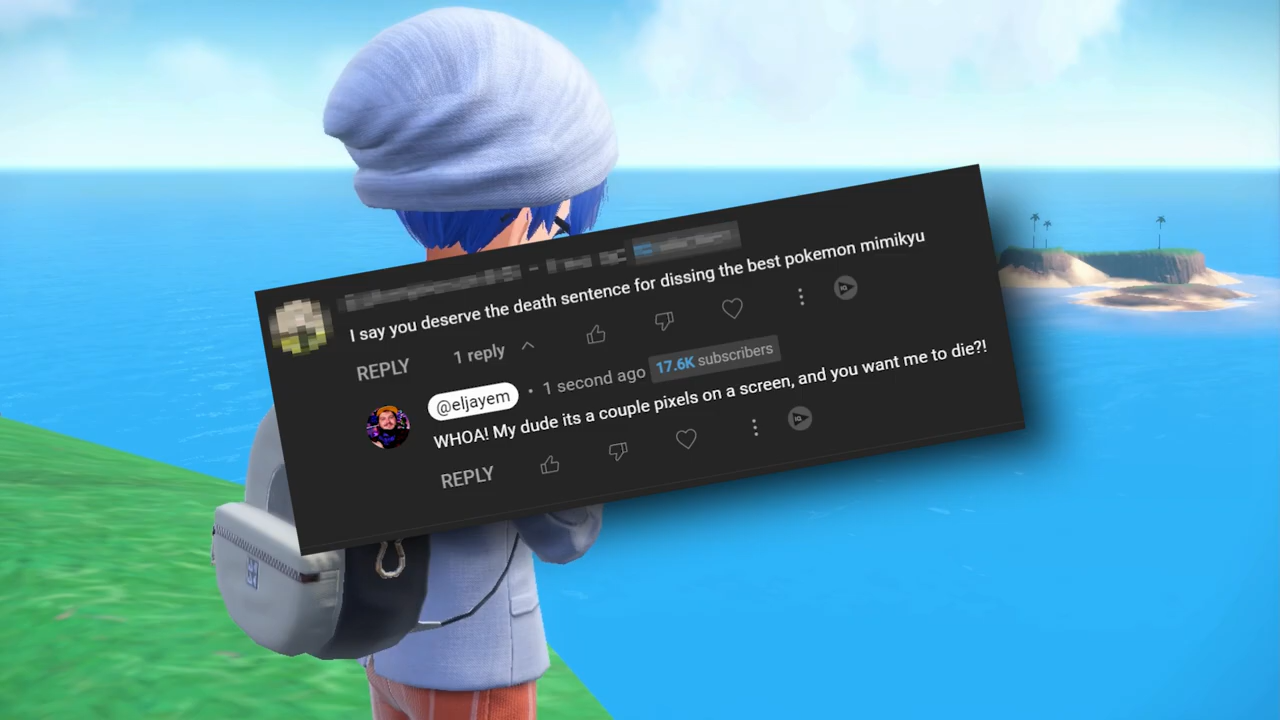 I say you deserve the death sentence for dissing the best pokemon mimikyu
REPLY 1 reply
@eljayem • 1 second ago 17.6K subscribers
WHOA! My dude its a couple pixels on a screen, and you want me to die?!
REPLY